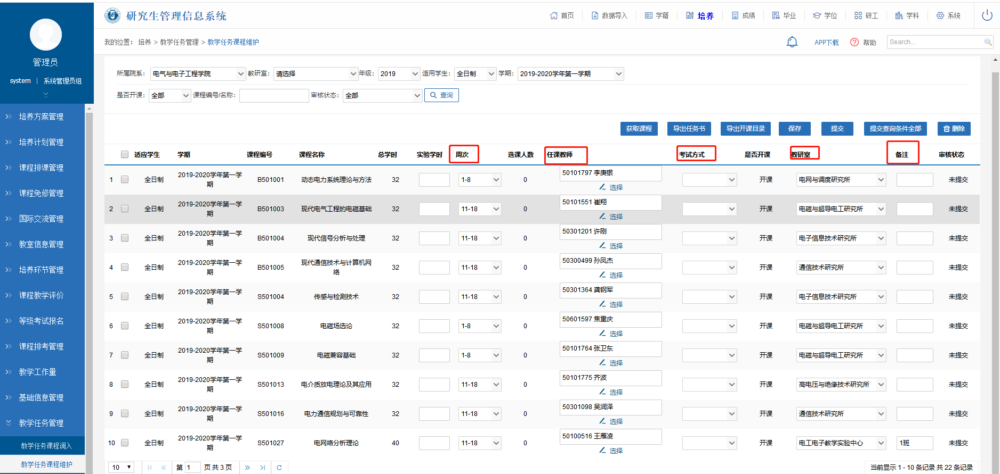 研究生管理信息系统
首页 数据导入 学籍 培养 成绩 毕业 学位 研工 学科 系统
管理员
system | 系统管理员组
我的位置： 培养 > 教学任务管理 > 教学任务课程维护
APP下载 帮助 Search...
培养方案管理
培养计划管理
课程排课管理
课程免修管理
国际交流管理
教室信息管理
培养环节管理
课程教学评价
等级考试报名
课程排考管理
教学工作量
基础信息管理
教学任务管理
教学任务课程调入
教学任务课程维护
所属院系： 电气与电子工程学院 教研室： 请选择 年级： 2019 适用学生： 全日制 学期： 2019-2020学年第一学期
是否开课： 全部 课程编号/名称： 审核状态： 全部 查询
获取课程 导出任务书 导出开课目录 保存 提交 提交查询条件全部 删除
适应学生 学期 课程编号 课程名称 总学时 实验学时 周次 选课人数 任课教师 考试方式 是否开课 教研室 备注 审核状态
1 全日制 2019-2020学年第一学期 B501001 动态电力系统理论与方法 32 1-8 0 50101797 李庚银 选择 开课 电网与调度研究所 未提交
2 全日制 2019-2020学年第一学期 B501003 现代电气工程的电磁基础 32 11-18 0 50101551 崔翔 选择 开课 电磁与超导电工研究所 未提交
3 全日制 2019-2020学年第一学期 B501004 现代信号分析与处理 32 11-18 0 50301201 许刚 选择 开课 电子信息技术研究所 未提交
4 全日制 2019-2020学年第一学期 B501005 现代通信技术与计算机网络 32 11-18 0 50300499 孙凤杰 选择 开课 通信技术研究所 未提交
5 全日制 2019-2020学年第一学期 S501004 传感与检测技术 32 11-18 0 50301364 龚钢军 选择 开课 电子信息技术研究所 未提交
6 全日制 2019-2020学年第一学期 S501008 电磁场选论 32 1-8 0 50601597 焦重庆 选择 开课 电磁与超导电工研究所 未提交
7 全日制 2019-2020学年第一学期 S501009 电磁兼容基础 32 1-8 0 50101764 张卫东 选择 开课 电磁与超导电工研究所 未提交
8 全日制 2019-2020学年第一学期 S501013 电介质放电理论及其应用 32 11-18 0 50101775 齐波 选择 开课 高电压与绝缘技术研究所 未提交
9 全日制 2019-2020学年第一学期 S501016 电力通信规划与可靠性 32 11-18 0 50301098 吴润泽 选择 开课 通信技术研究所 未提交
10 全日制 2019-2020学年第一学期 S501027 电网络分析理论 40 11-18 0 50100516 王雁凌 选择 开课 电工电子教学实验中心 1班 未提交
10 第 1 页 共 3 页 当前显示 1 - 10 条记录 共 22 条记录